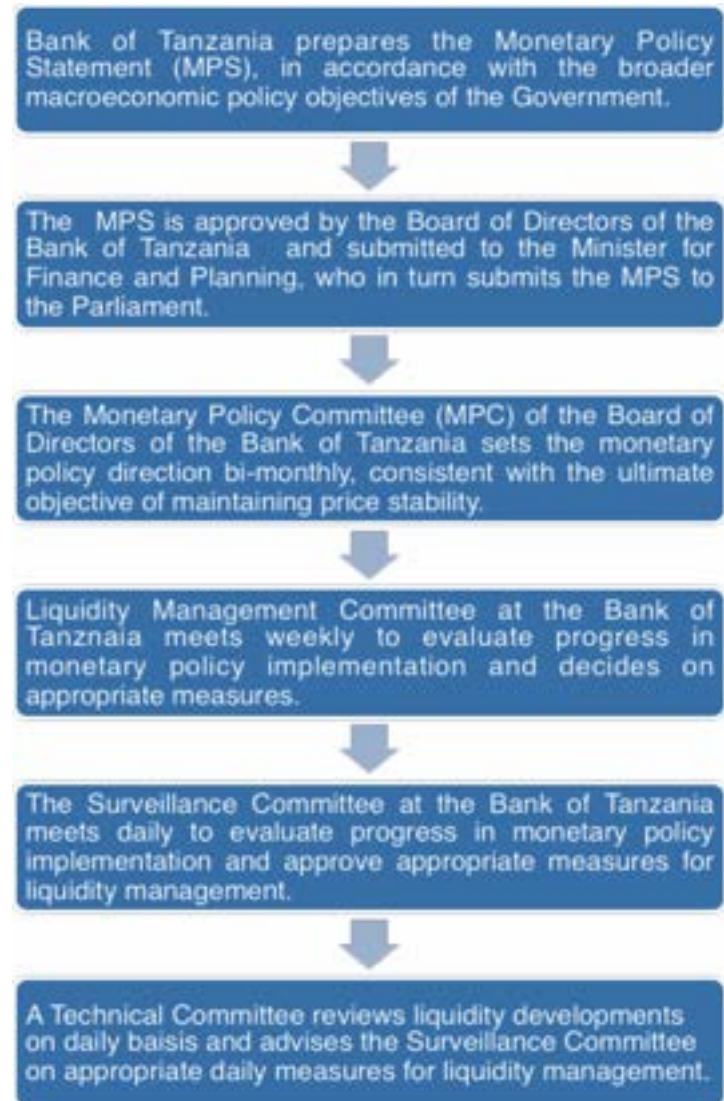 Bank of Tanzania prepares the Monetary Policy
Statement (MPS), in accordance with the broader
macroeconomic policy objectives of the Government.
The MPS is approved by the Board of Directors of the
Bank of Tanzania and submitted to the Minister for
Finance and Planning, who in turn submits the MPS to
the Parliament.
The Monetary Policy Committee (MPC) of the Board of
Directors of the Bank of Tanzania sets the monetary
policy direction bi-monthly, consistent with the ultimate
objective of maintaining price stability.
Liquidity Management Committee at the Bank of
Tanznaia meets weekly to evaluate progress in
monetary policy implementation and decides on
appropriate measures.
The Surveillance Committee at the Bank of Tanzania
meets daily to evaluate progress in monetary policy
implementation and approve appropriate measures for
liquidity management.
A Technical Committee reviews liquidity developments
on daily baisis and advises the Surveillance Committee
on appropriate daily measures for liquidity management.